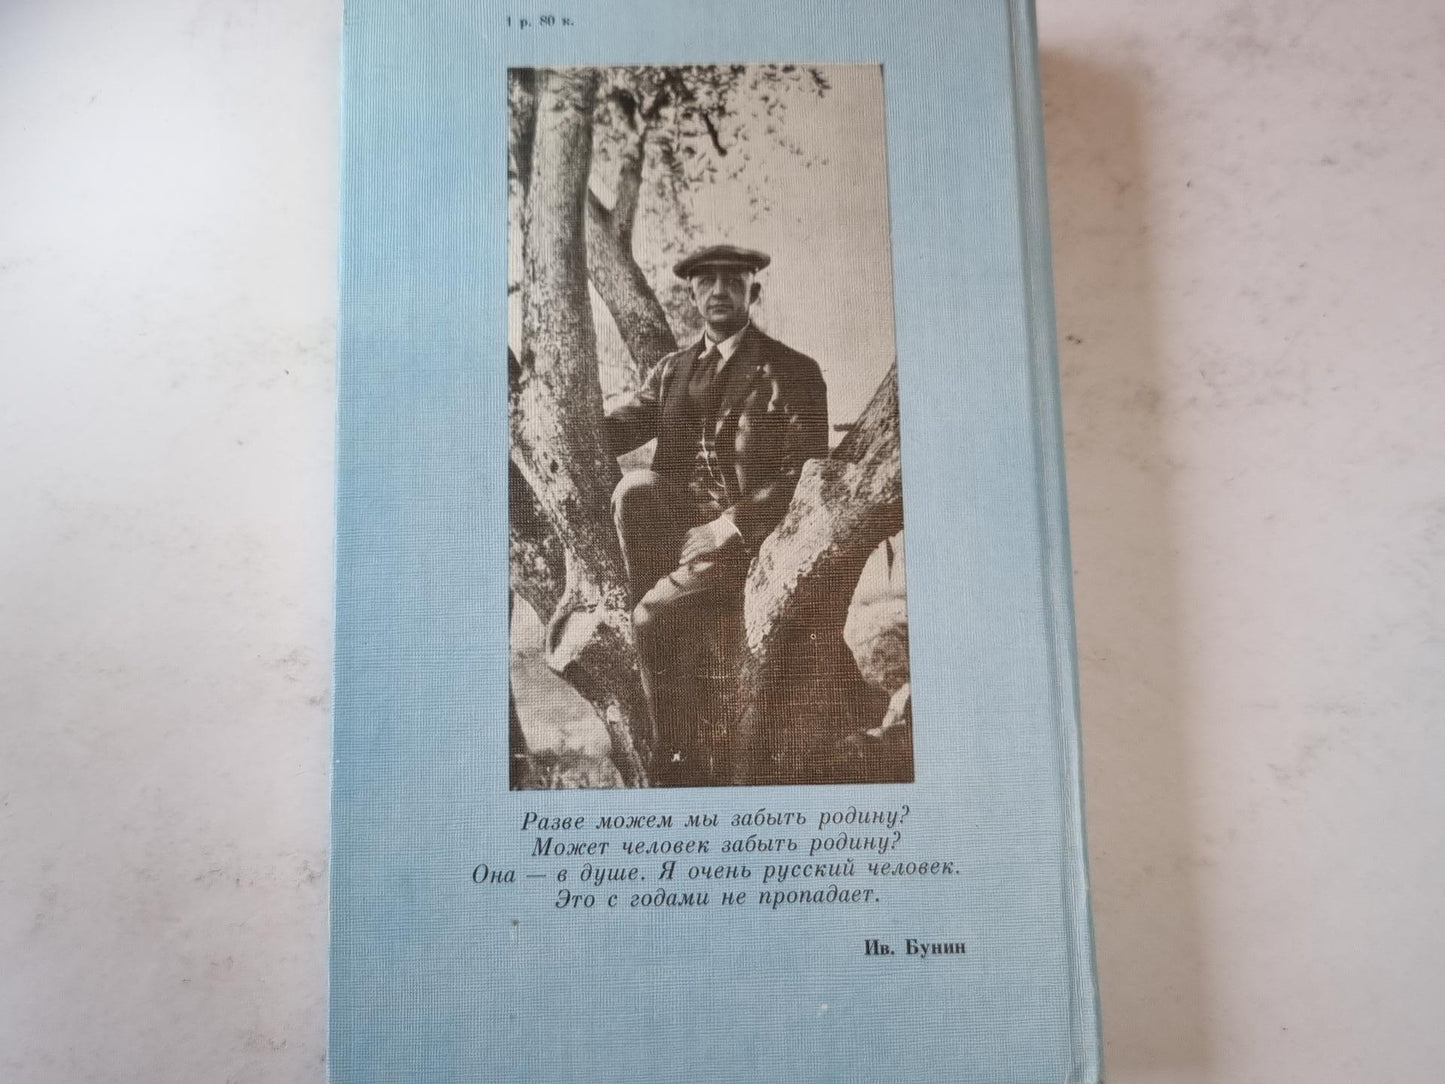 1 р. 80 к.
Разве можем мы забыть родину?
Может человек забыть родину?
Она — в душе. Я очень русский человек.
Это с годами не пропадает.
Ив. Бунин